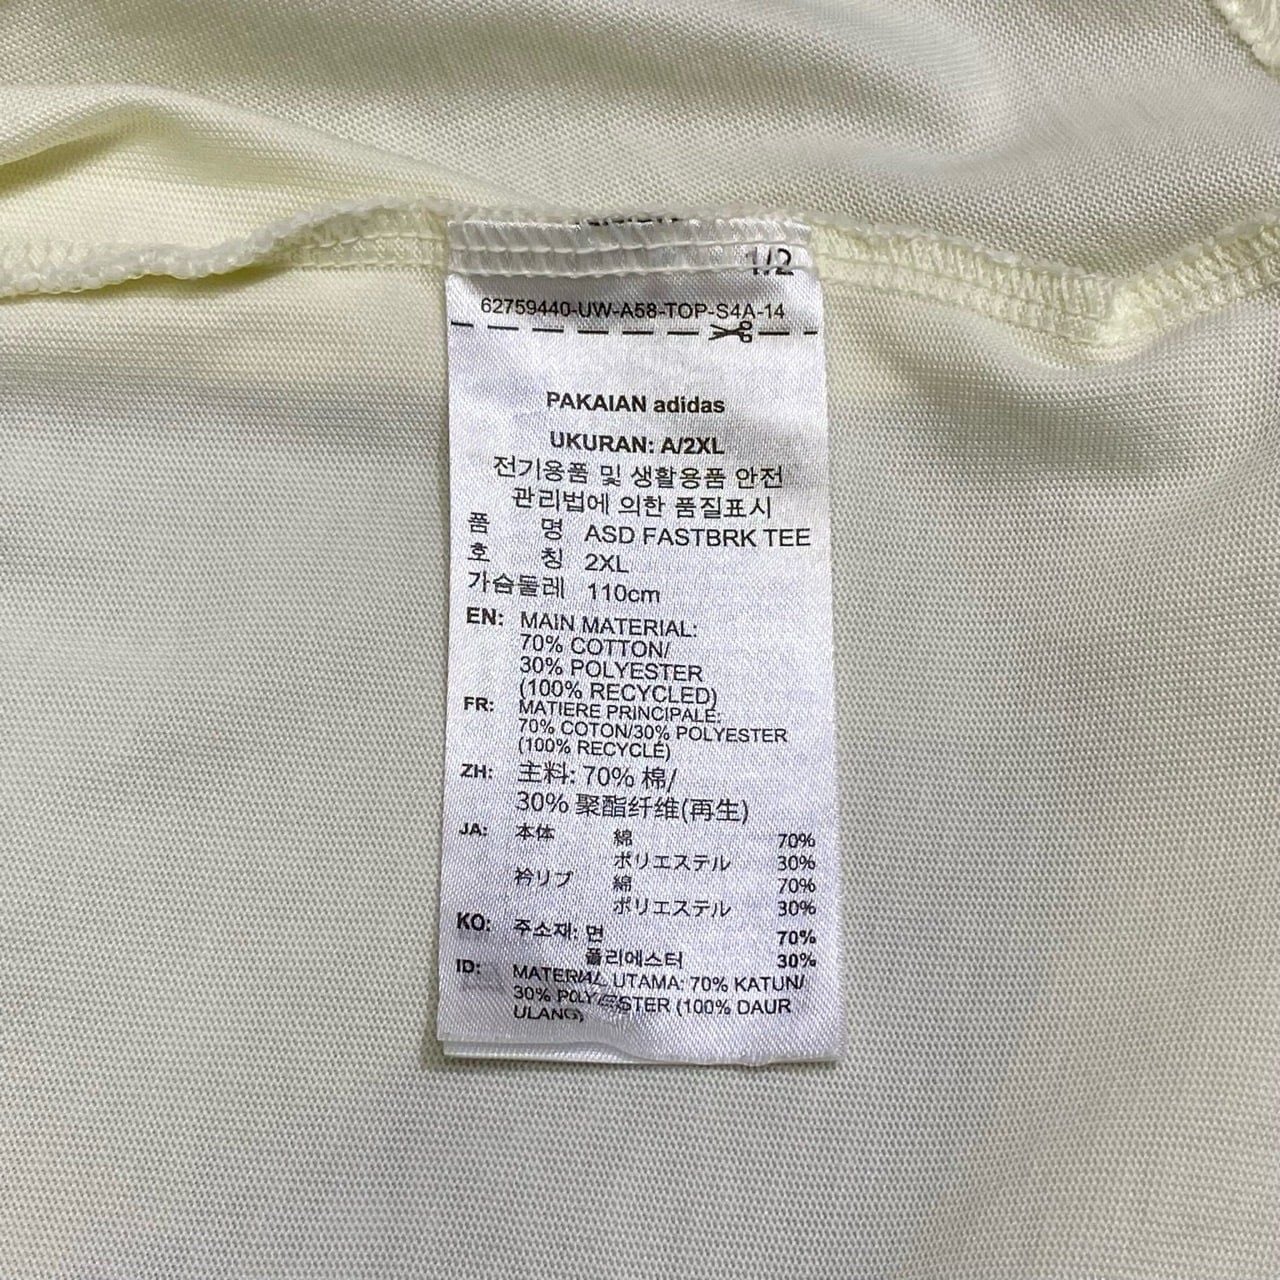 1/2
62759440-UW-A58-TOP-S4A-14
PAKAIAN adidas
UKURAN: A/2XL
전기용품 및 생활용품 안전
관리법에 의한 품질표시
품 명 ASD FASTBRK TEE
호 칭 2XL
가슴둘레 110cm
EN: MAIN MATERIAL:
70% COTTON/
30% POLYESTER
(100% RECYCLED)
FR: MATIERE PRINCIPALE:
70% COTON/30% POLYESTER
(100% RECYCLÉ)
ZH: 主料: 70% 棉/
30% 聚酯纤维(再生)
JA: 本体 綿 70%
ポリエステル 30%
衿リブ 綿 70%
ポリエステル 30%
KO: 주소재: 면 70%
폴리에스터 30%
ID: MATERIAL UTAMA: 70% KATUN/
30% POLYESTER (100% DAUR
ULANG)